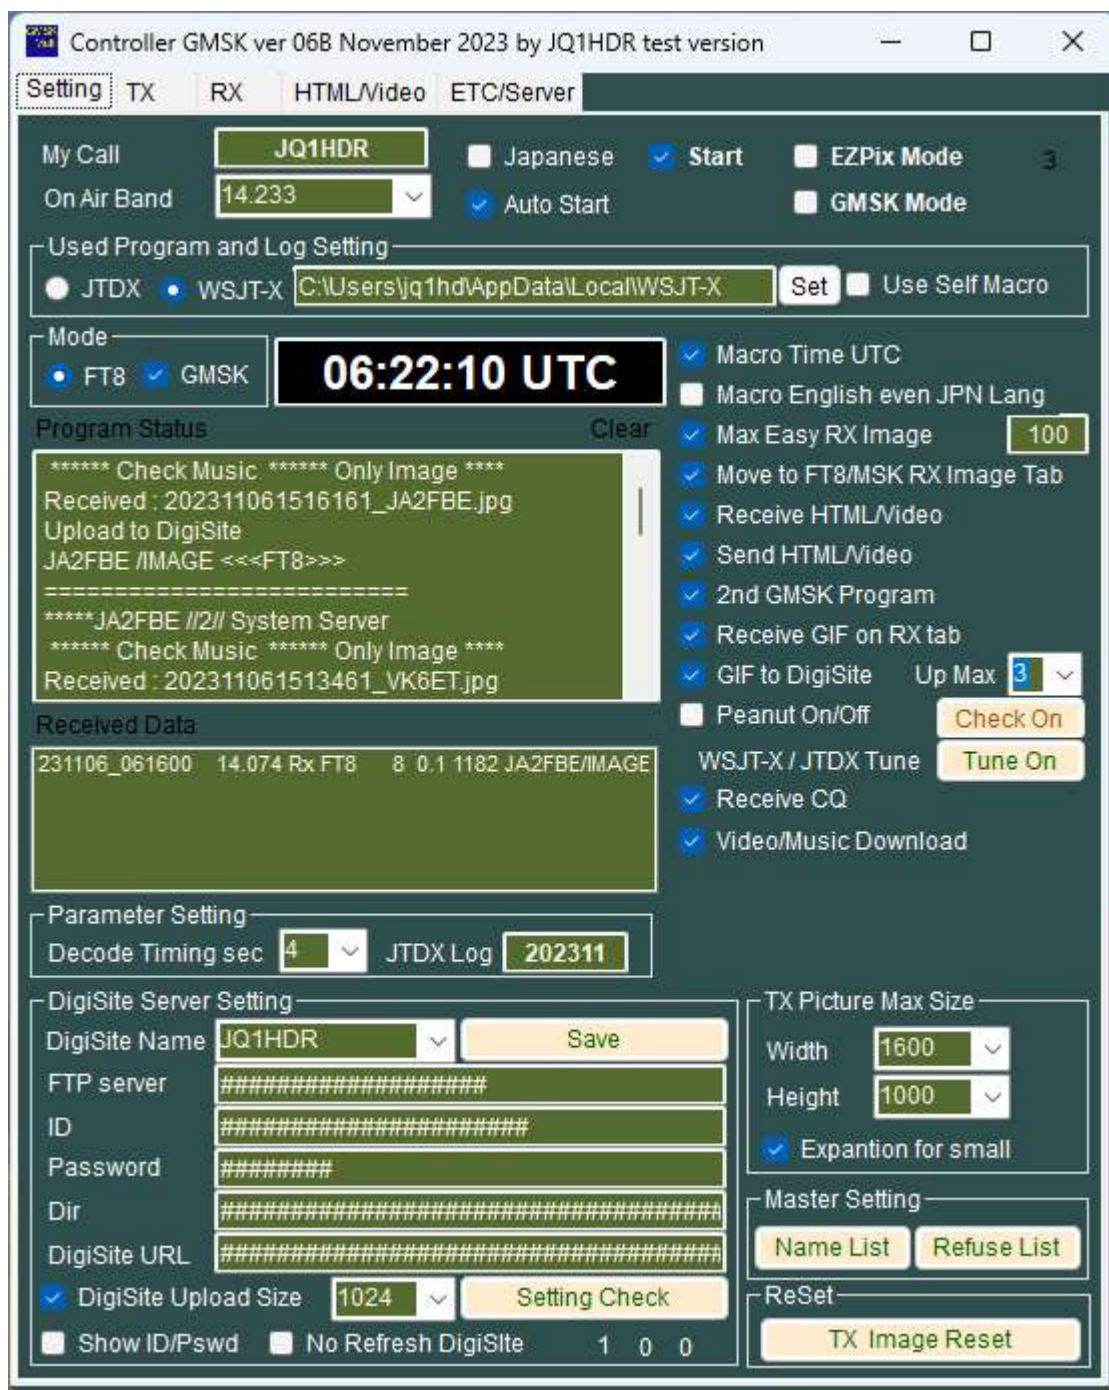 Controller GMSK ver 06B November 2023 by JQ1HDR test version
Setting TX RX HTML/Video ETC/Server
My Call JQ1HDR Japanese Start EZPix Mode 3
On Air Band 14.233 Auto Start GMSK Mode
Used Program and Log Setting
JTDX WSJT-X C:\Users\jq1hd\AppData\Local\WSJT-X Set Use Self Macro
Mode
FT8 GMSK 06:22:10 UTC
Macro Time UTC
Macro English even JPN Lang
Program Status Clear
Max Easy RX Image 100
****** Check Music ****** Only Image ****
Received : 202311061516161_JA2FBE.jpg
Upload to DigiSite
JA2FBE /IMAGE <<<FT8>>>
===========================
*****JA2FBE //2// System Server
****** Check Music ****** Only Image ****
Received : 202311061513461_VK6ET.jpg
Move to FT8/MSK RX Image Tab
Receive HTML/Video
Send HTML/Video
2nd GMSK Program
Receive GIF on RX tab
GIF to DigiSite Up Max 3
Peanut On/Off Check On
WSJT-X / JTDX Tune Tune On
Receive CQ
Video/Music Download
Received Data
231106_061600 14.074 Rx FT8 8 0.1 1182 JA2FBE/IMAGE
Parameter Setting
Decode Timing sec 4 JTDX Log 202311
DigiSite Server Setting
DigiSite Name JQ1HDR Save
FTP server ###################
ID ######################
Password ########
Dir ####################################
DigiSite URL ####################################
DigiSite Upload Size 1024 Setting Check
Show ID/Pswd No Refresh DigiSIte 1 0 0
TX Picture Max Size
Width 1600
Height 1000
Expantion for small
Master Setting
Name List Refuse List
ReSet
TX Image Reset